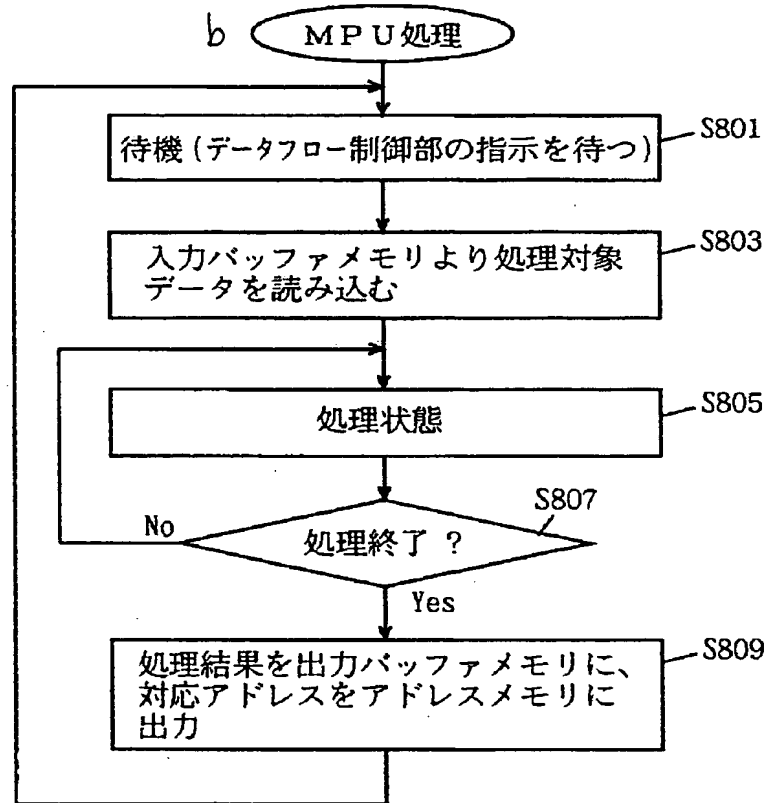 b
MPU処理
待機(データフロー制御部の指示を待つ)
S801
入力バッファメモリより処理対象
データを読み込む
S803
処理状態
S805
処理終了 ?
S807
No
Yes
処理結果を出力バッファメモリに、
対応アドレスをアドレスメモリに
出力
S809